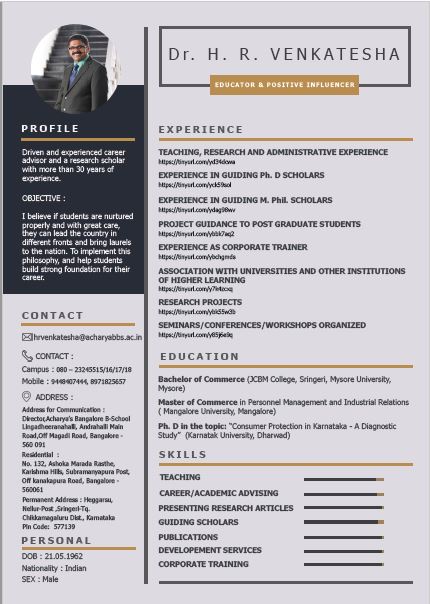 Dr. H. R. VENKATESHA
EDUCATOR & POSITIVE INFLUENCER
PROFILE
Driven and experienced career
advisor and a research scholar
with more than 30 years of
experience.
OBJECTIVE :
I believe if students are nurtured
properly and with great care,
they can lead the country in
different fronts and bring laurels
to the nation. To implement this
philosophy, and help students
build strong foundation for their
career.
CONTACT
hrvenkatesha@acharyabbs.ac.in
CONTACT :
Campus : 080 – 23245515/16/17/18
Mobile : 9448407444, 8971825657
ADDRESS :
Address for Communication :
Director,Acharya's Bangalore B-School
Lingadheeranahalli, Andrahalli Main
Road,Off Magadi Road, Bangalore -
560 091
Residential :
No. 132, Ashoka Marada Rasthe,
Karishma Hills, Subramanyapura Post,
Off kanakapura Road, Bangalore -
560061
Permanent Address : Heggarsu,
Nellur-Post ,Sringeri-Tq.
Chikkamagaluru Dist., Karnataka
Pin Code: 577139
PERSONAL
DOB : 21.05.1962
Nationality : Indian
SEX : Male
EXPERIENCE
TEACHING, RESEARCH AND ADMINISTRATIVE EXPERIENCE
https://tinyurl.com/yd34dcwa
EXPERIENCE IN GUIDING Ph. D SCHOLARS
https://tinyurl.com/yck59sol
EXPERIENCE IN GUIDING M. Phil. SCHOLARS
https://tinyurl.com/ydag98wv
PROJECT GUIDANCE TO POST GRADUATE STUDENTS
https://tinyurl.com/ybbk7aq2
EXPERIENCE AS CORPORATE TRAINER
https://tinyurl.com/ybchgmds
ASSOCIATION WITH UNIVERSITIES AND OTHER INSTITUTIONS
OF HIGHER LEARNING
https://tinyurl.com/y7k4zcxq
RESEARCH PROJECTS
https://tinyurl.com/ybk55w3b
SEMINARS/CONFERENCES/WORKSHOPS ORGANIZED
https://tinyurl.com/y85j6e9q
EDUCATION
Bachelor of Commerce (JCBM College, Sringeri, Mysore University,
Mysore)
Master of Commerce in Personnel Management and Industrial Relations
( Mangalore University, Mangalore)
Ph. D in the topic: "Consumer Protection in Karnataka - A Diagnostic
Study" (Karnatak University, Dharwad)
SKILLS
TEACHING
CAREER/ACADEMIC ADVISING
PRESENTING RESEARCH ARTICLES
GUIDING SCHOLARS
PUBLICATIONS
DEVELOPEMENT SERVICES
CORPORATE TRAINING